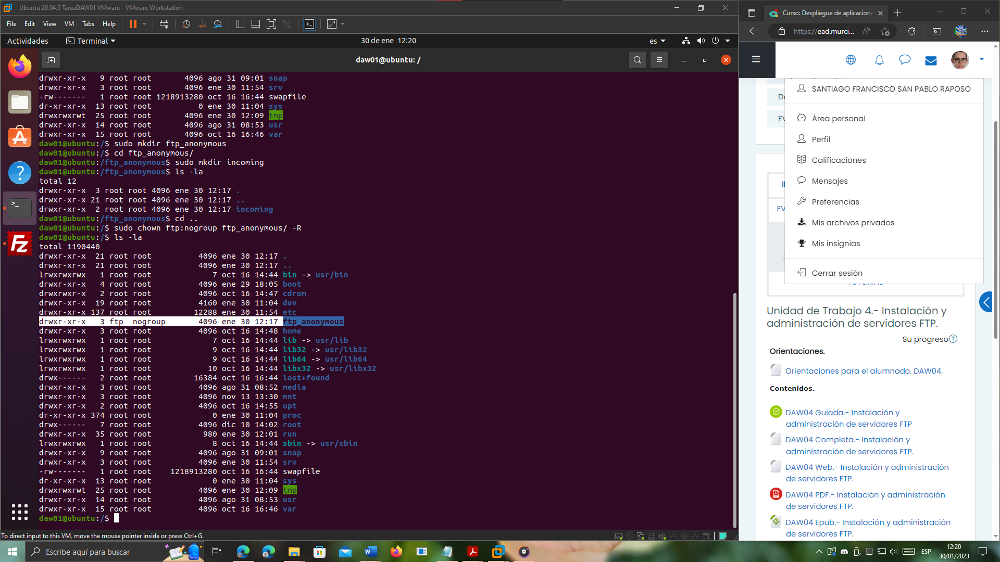 Ubuntu 20.04.5 TareaDAW01 VMware - VMware Workstation
File Edit View VM Tabs Help
Actividades Terminal 30 de ene 12:20 es
daw01@ubuntu: /
drwxr-xr-x 9 root root 4096 ago 31 09:01 snap
drwxr-xr-x 3 root root 4096 ene 30 11:54 srv
-rw------- 1 root root 1218913280 oct 16 16:44 swapfile
dr-xr-xr-x 13 root root 0 ene 30 11:04 sys
drwxrwxrwt 25 root root 4096 ene 30 12:09 tmp
drwxr-xr-x 14 root root 4096 ago 31 08:53 usr
drwxr-xr-x 15 root root 4096 oct 16 16:46 var
daw01@ubuntu:/$ sudo mkdir ftp_anonymous
daw01@ubuntu:/$ cd ftp_anonymous/
daw01@ubuntu:/ftp_anonymous$ sudo mkdir incoming
daw01@ubuntu:/ftp_anonymous$ ls -la
total 12
drwxr-xr-x 3 root root 4096 ene 30 12:17 .
drwxr-xr-x 21 root root 4096 ene 30 12:17 ..
drwxr-xr-x 2 root root 4096 ene 30 12:17 incoming
daw01@ubuntu:/ftp_anonymous$ cd ..
daw01@ubuntu:/$ sudo chown ftp:nogroup ftp_anonymous/ -R
daw01@ubuntu:/$ ls -la
total 1190440
drwxr-xr-x 21 root root 4096 ene 30 12:17 .
drwxr-xr-x 21 root root 4096 ene 30 12:17 ..
lrwxrwxrwx 1 root root 7 oct 16 14:44 bin -> usr/bin
drwxr-xr-x 4 root root 4096 ene 29 18:05 boot
drwxrwxr-x 2 root root 4096 oct 16 14:47 cdrom
drwxr-xr-x 19 root root 4160 ene 30 11:04 dev
drwxr-xr-x 137 root root 12288 ene 30 11:54 etc
drwxr-xr-x 3 ftp nogroup 4096 ene 30 12:17 ftp_anonymous
drwxr-xr-x 3 root root 4096 oct 16 14:48 home
lrwxrwxrwx 1 root root 7 oct 16 14:44 lib -> usr/lib
lrwxrwxrwx 1 root root 9 oct 16 14:44 lib32 -> usr/lib32
lrwxrwxrwx 1 root root 9 oct 16 14:44 lib64 -> usr/lib64
lrwxrwxrwx 1 root root 10 oct 16 14:44 libx32 -> usr/libx32
drwx------ 2 root root 16384 oct 16 16:44 lost+found
drwxr-xr-x 3 root root 4096 ago 31 08:52 media
drwxr-xr-x 3 root root 4096 nov 13 13:30 mnt
drwxr-xr-x 2 root root 4096 oct 16 14:55 opt
dr-xr-xr-x 374 root root 0 ene 30 11:04 proc
drwx------ 7 root root 4096 dic 10 14:02 root
drwxr-xr-x 35 root root 980 ene 30 12:01 run
lrwxrwxrwx 1 root root 8 oct 16 14:44 sbin -> usr/sbin
drwxr-xr-x 9 root root 4096 ago 31 09:01 snap
drwxr-xr-x 3 root root 4096 ene 30 11:54 srv
-rw------- 1 root root 1218913280 oct 16 16:44 swapfile
dr-xr-xr-x 13 root root 0 ene 30 11:04 sys
drwxrwxrwt 25 root root 4096 ene 30 12:09 tmp
drwxr-xr-x 14 root root 4096 ago 31 08:53 usr
drwxr-xr-x 15 root root 4096 oct 16 16:46 var
daw01@ubuntu:/$
To direct input to this VM, move the mouse pointer inside or press Ctrl+G.
Curso: Despliegue de aplicacione
https://ead.murci...
SANTIAGO FRANCISCO SAN PABLO RAPOSO
Área personal
Perfil
Calificaciones
Mensajes
Preferencias
Mis archivos privados
Mis insignias
Cerrar sesión
EV
Unidad de Trabajo 4.- Instalación y
administración de servidores FTP.
Su progreso
Orientaciones.
Orientaciones para el alumnado. DAW04.
Contenidos.
DAW04 Guiada.- Instalación y
administración de servidores FTP
DAW04 Completa.- Instalación y
administración de servidores FTP.
DAW04 Web.- Instalación y administración
de servidores FTP.
DAW04 PDF.- Instalación y administración
de servidores FTP.
DAW04 Epub.- Instalación y administración
de servidores FTP.
Escribe aquí para buscar
ESP
12:20
30/01/2023